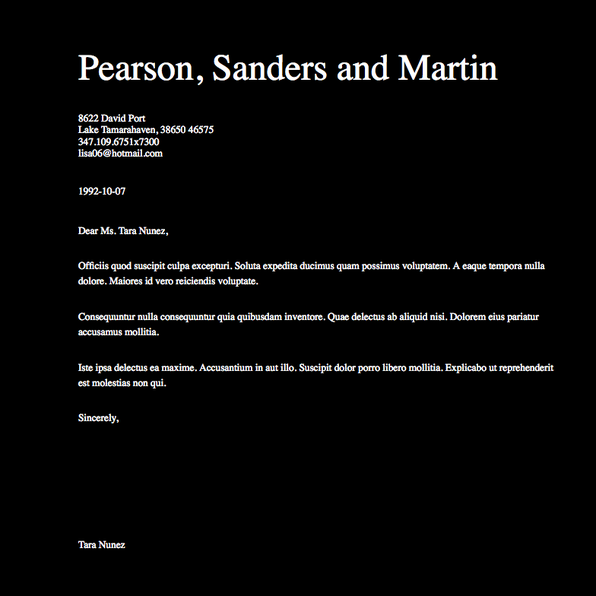 Pearson, Sanders and Martin
8622 David Port
Lake Tamarahaven, 38650 46575
347.109.6751x7300
lisa06@hotmail.com
1992-10-07
Dear Ms. Tara Nunez,
Officiis quod suscipit culpa excepturi. Soluta expedita ducimus quam possimus voluptatem. A eaque tempora nulla
dolore. Maiores id vero reiciendis voluptate.
Consequuntur nulla consequuntur quia quibusdam inventore. Quae delectus ab aliquid nisi. Dolorem eius pariatur
accusamus mollitia.
Iste ipsa delectus ea maxime. Accusantium in aut illo. Suscipit dolor porro libero mollitia. Explicabo ut reprehenderit
est molestias non qui.
Sincerely,
Tara Nunez